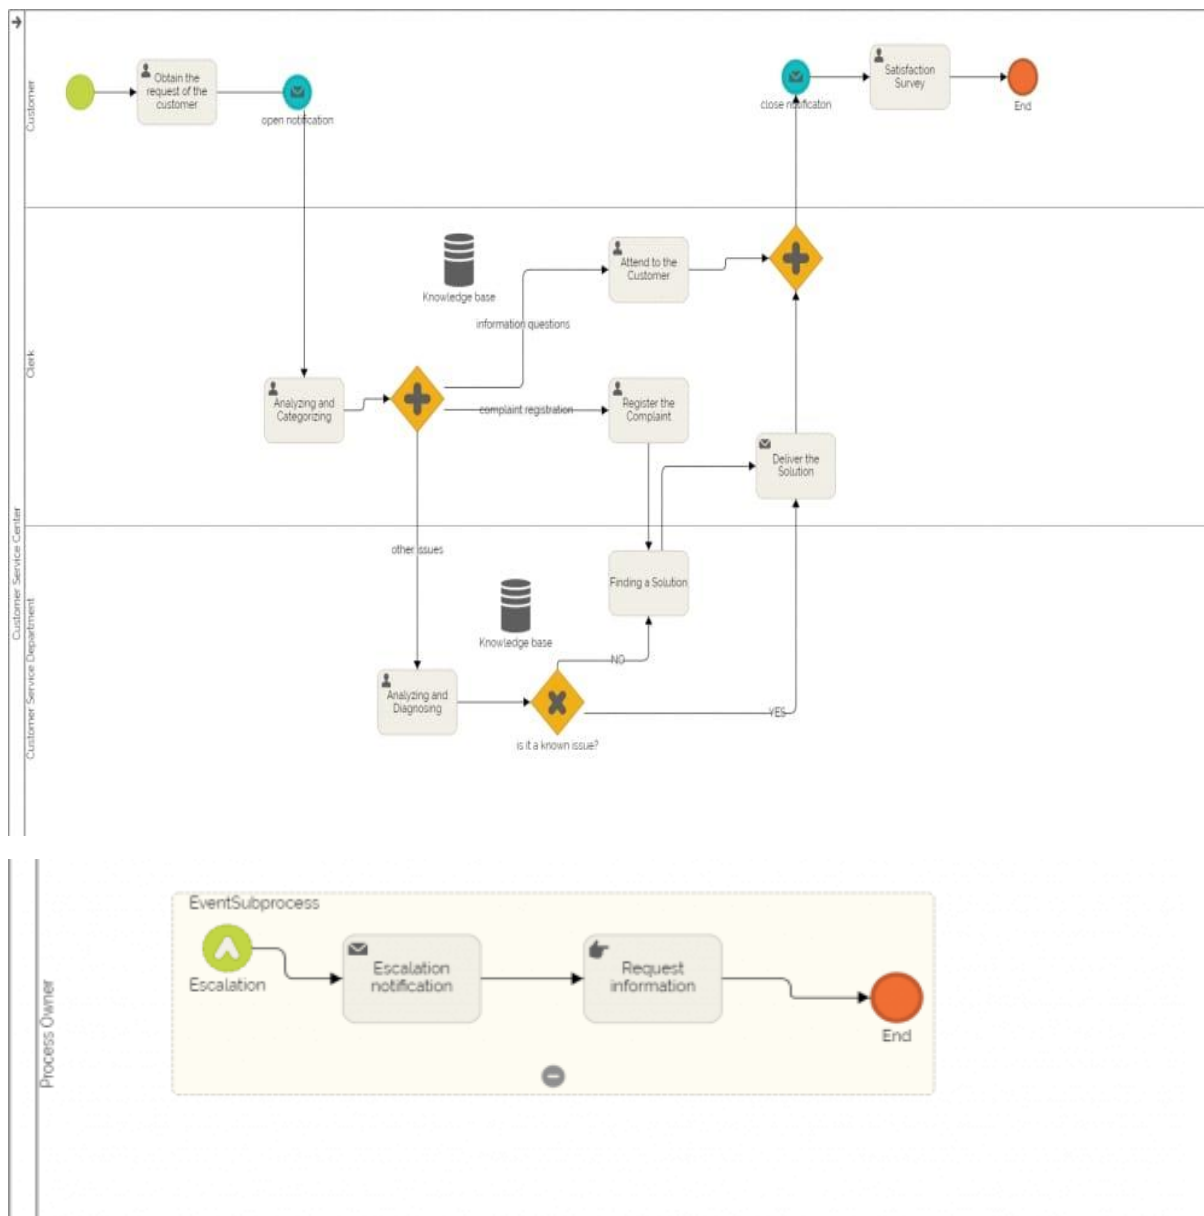 Customer Service Center
Customer
Obtain the
request of the
customer
open notification
close notificaton
Satisfaction
Survey
End
Clerk
Knowledge base
Attend to the
Customer
information questions
Analyzing and
Categorizing
complaint registration
Register the
Complaint
Deliver the
Solution
Customer Service Department
other issues
Finding a Solution
Knowledge base
NO
Analyzing and
Diagnosing
YES
is it a known issue?
Process Owner
EventSubprocess
Escalation
Escalation
notification
Request
information
End